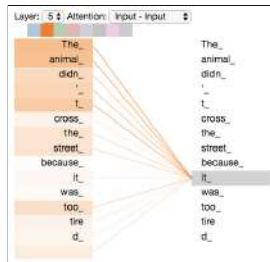 Layer: 5 Attention: Input - Input
The_ The_
animal_ animal_
didn_ didn_
'_ '_
t_ t_
cross_ cross_
the_ the_
street_ street_
because_ because_
it_ it_
was_ was_
too_ too_
tire tire
d_ d_